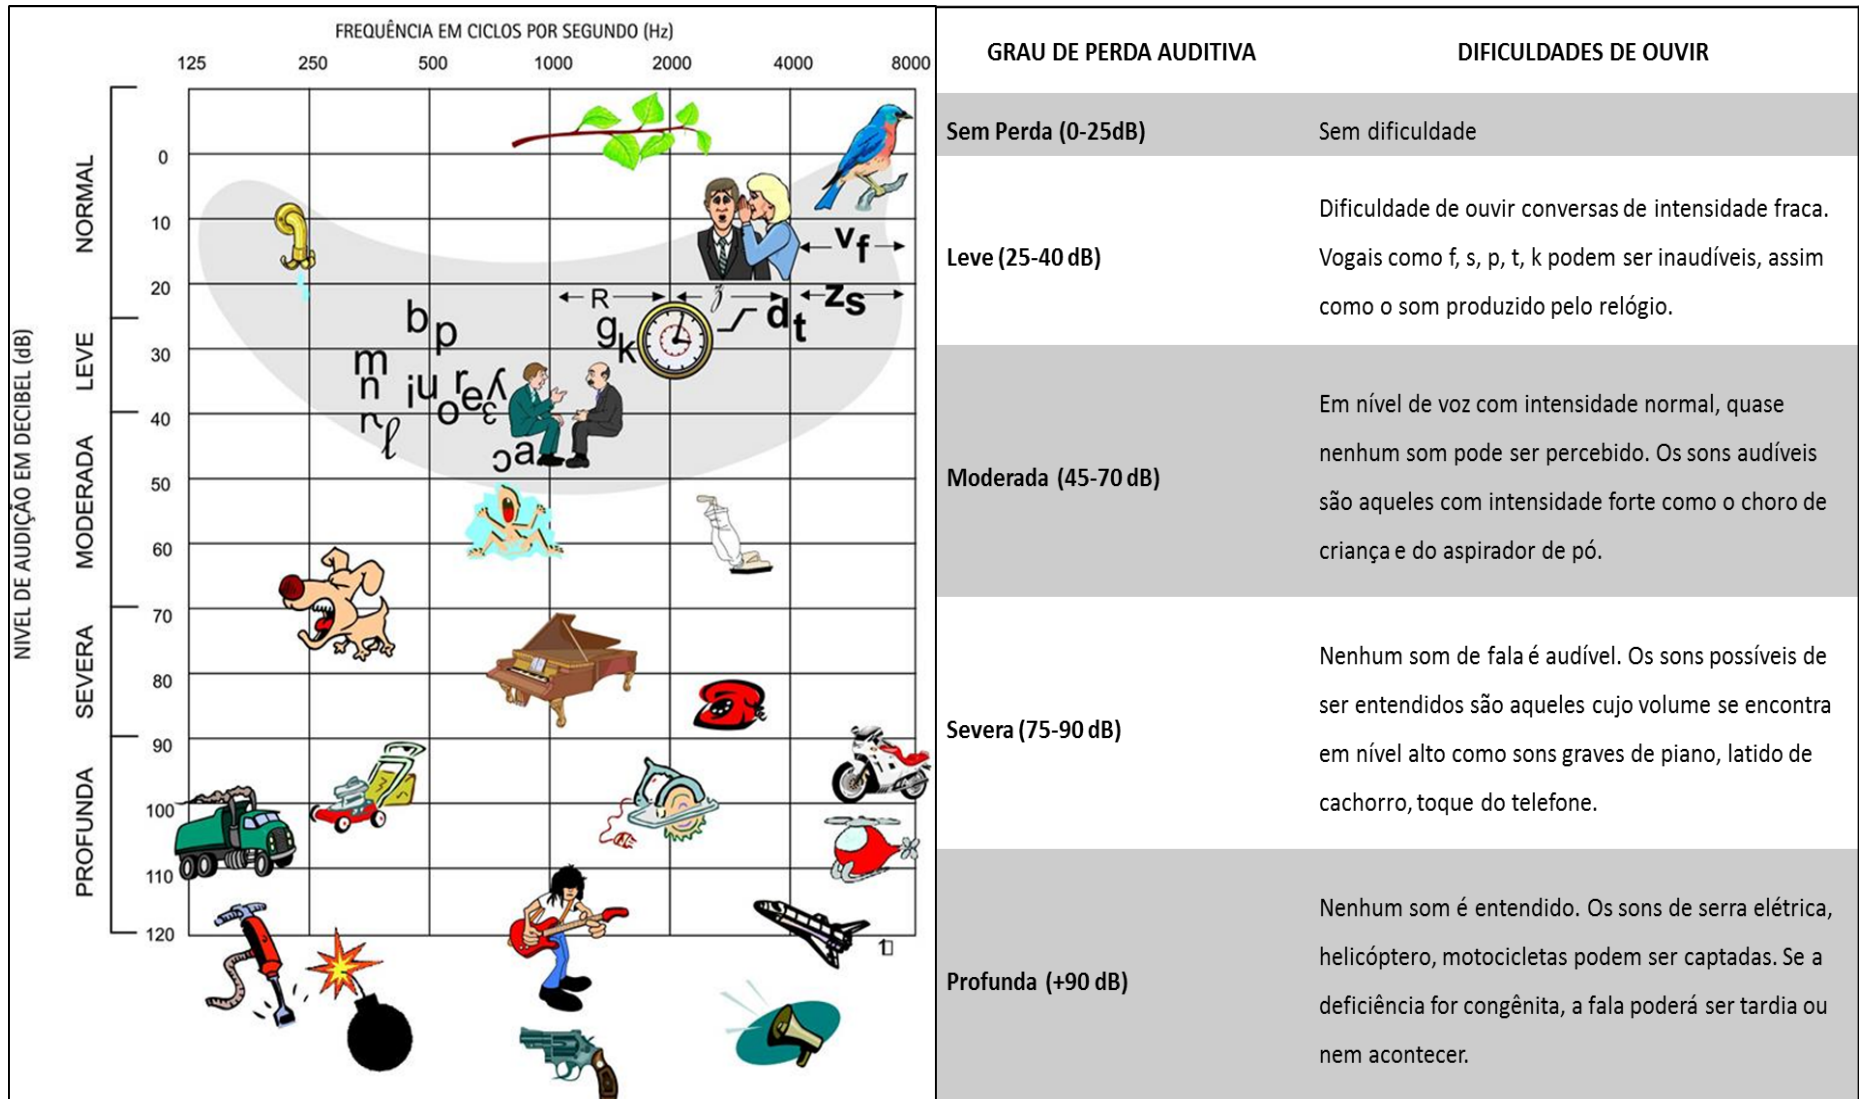 FREQUÊNCIA EM CICLOS POR SEGUNDO (Hz)
125 250 500 1000 2000 4000 8000
NIVEL DE AUDIÇÃO EM DECIBEL (dB)
NORMAL
LEVE
MODERADA
SEVERA
PROFUNDA
0
10
20
30
40
50
60
70
80
90
100
110
120
v f
R z z s
b p g k d t
m
n i u r e
o ɛ
l
ɔ a
1
GRAU DE PERDA AUDITIVA DIFICULDADES DE OUVIR
Sem Perda (0-25dB) Sem dificuldade
Leve (25-40 dB)
Dificuldade de ouvir conversas de intensidade fraca.
Vogais como f, s, p, t, k podem ser inaudíveis, assim
como o som produzido pelo relógio.
Moderada (45-70 dB)
Em nível de voz com intensidade normal, quase
nenhum som pode ser percebido. Os sons audíveis
são aqueles com intensidade forte como o choro de
criança e do aspirador de pó.
Severa (75-90 dB)
Nenhum som de fala é audível. Os sons possíveis de
ser entendidos são aqueles cujo volume se encontra
em nível alto como sons graves de piano, latido de
cachorro, toque do telefone.
Profunda (+90 dB)
Nenhum som é entendido. Os sons de serra elétrica,
helicóptero, motocicletas podem ser captadas. Se a
deficiência for congênita, a fala poderá ser tardia ou
nem acontecer.